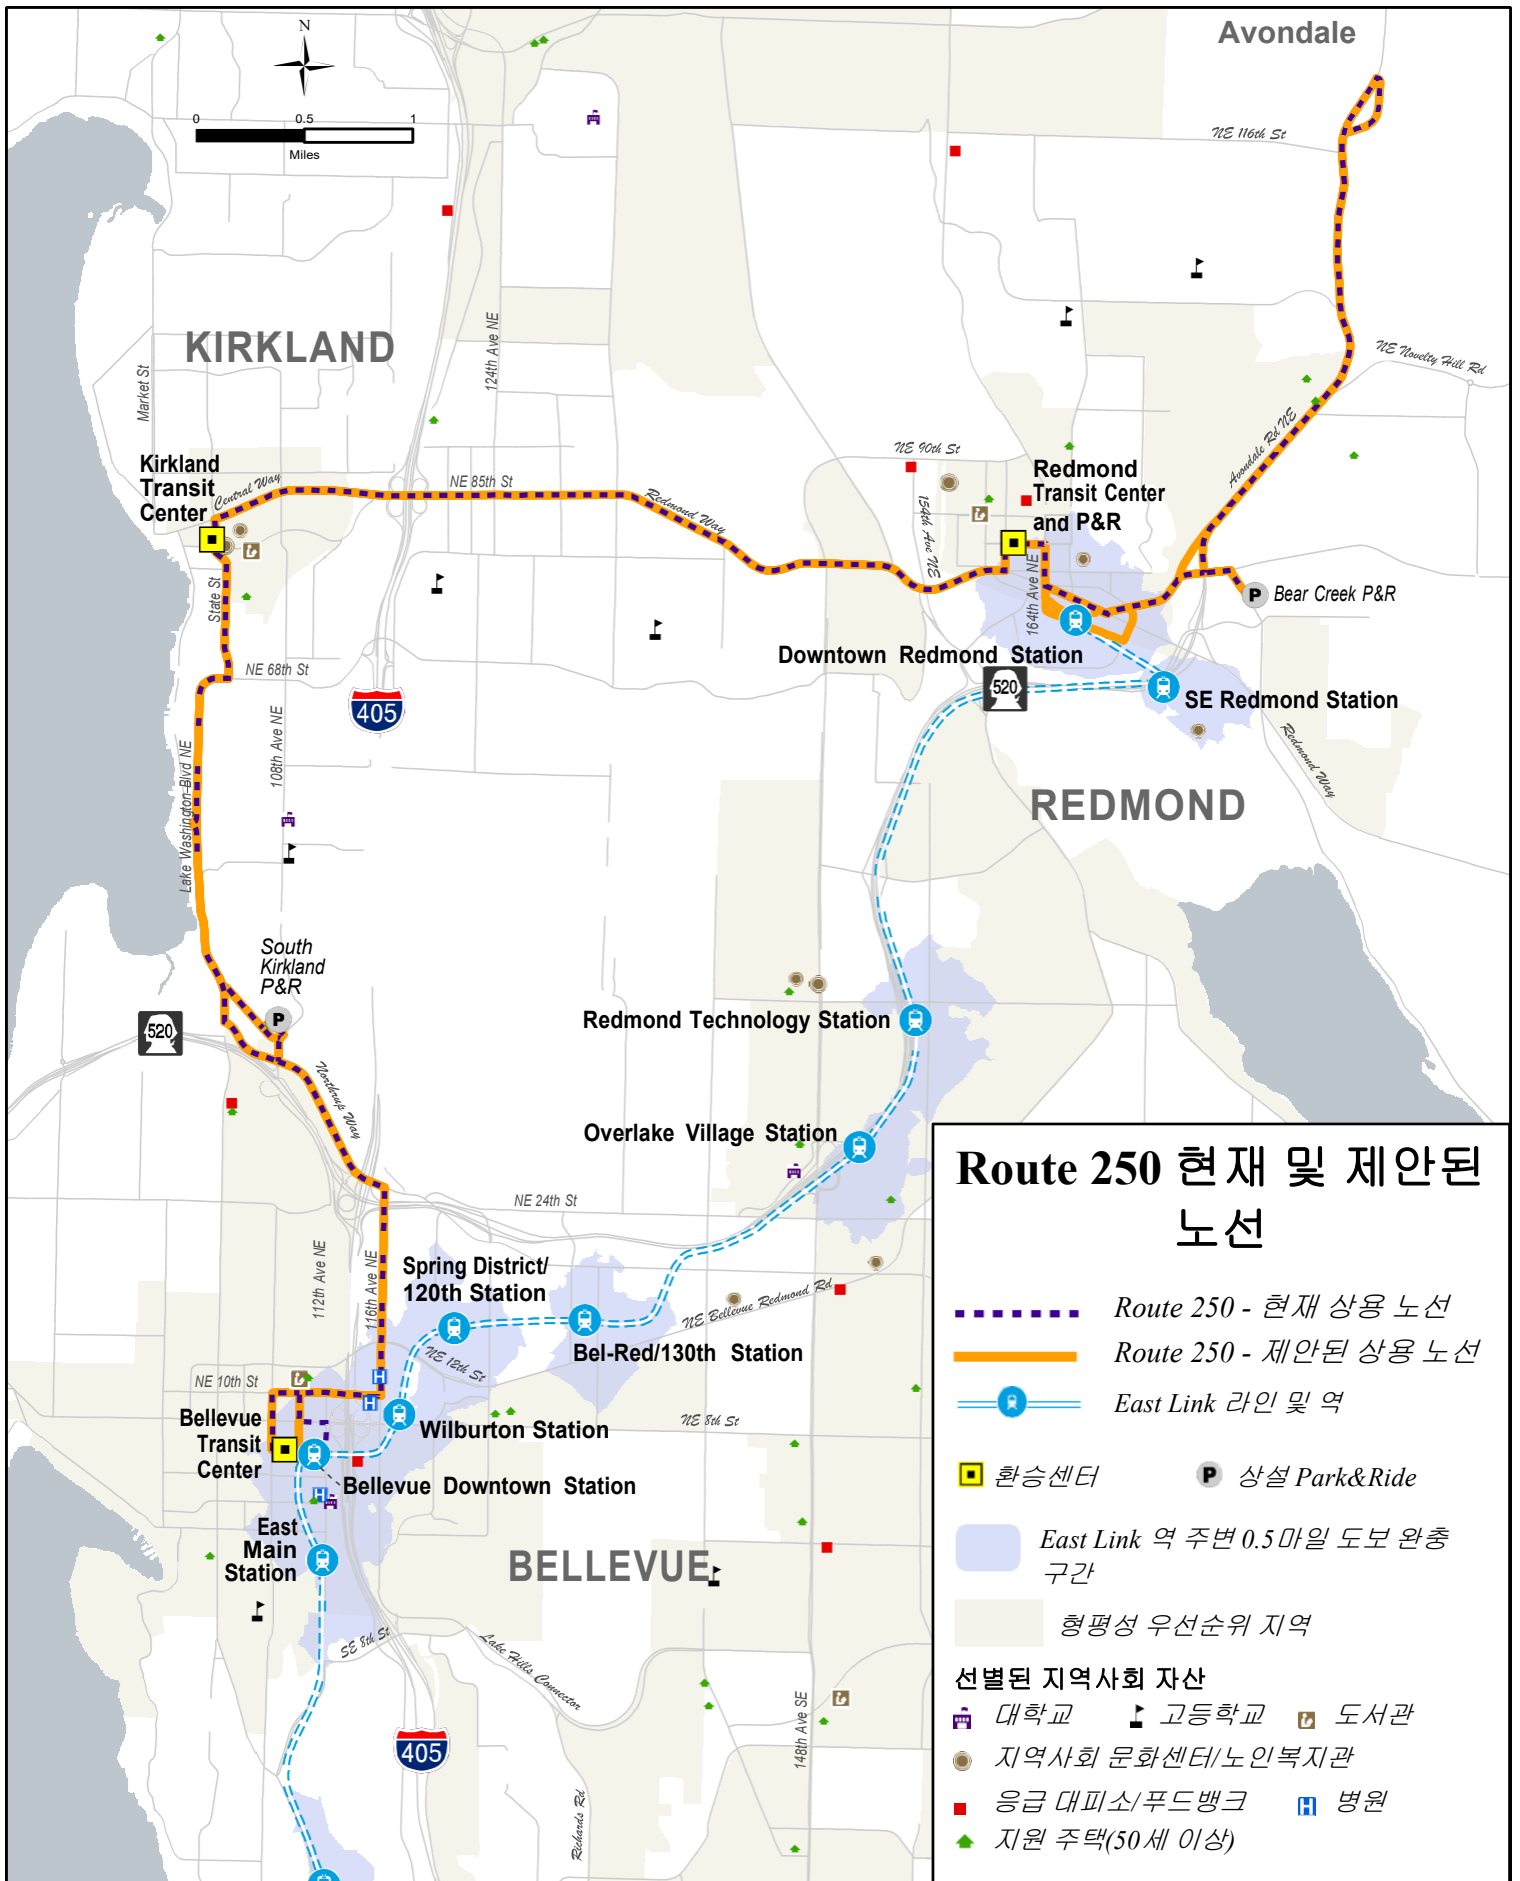 Avondale
N
0 0.5 1
Miles
NE 116th St
KIRKLAND
124th Ave NE
Market St
NE Novelty Hill Rd
Avondale Rd NE
Kirkland
Transit
Center
Central Way
NE 85th St
Redmond Way
NE 90th St
154th Ave NE
Redmond
Transit Center
and P&R
164th Ave NE
P
Bear Creek P&R
State St
NE 68th St
Downtown Redmond Station
520
SE Redmond Station
405
108th Ave NE
Lake Washington Blvd NE
Redmond Way
REDMOND
South
Kirkland
P&R
P
520
Redmond Technology Station
Northrup Way
Overlake Village Station
NE 24th St
112th Ave NE
116th Ave NE
Spring District/
120th Station
NE Bellevue Redmond Rd
Bel-Red/130th Station
NE 12th St
NE 10th St
H
H
Bellevue
Transit
Center
Wilburton Station
NE 8th St
Bellevue Downtown Station
H
East
Main
Station
BELLEVUE
SE 8th St
Lake Hills Connector
148th Ave SE
405
Richards Rd
Route 250 현재 및 제안된
노선
Route 250 - 현재 상용 노선
Route 250 - 제안된 상용 노선
East Link 라인 및 역
환승센터
P 상설 Park&Ride
East Link 역 주변 0.5마일 도보 완충
구간
형평성 우선순위 지역
선별된 지역사회 자산
대학교 고등학교 도서관
지역사회 문화센터/노인복지관
응급 대피소/푸드뱅크 H 병원
지원 주택(50세 이상)